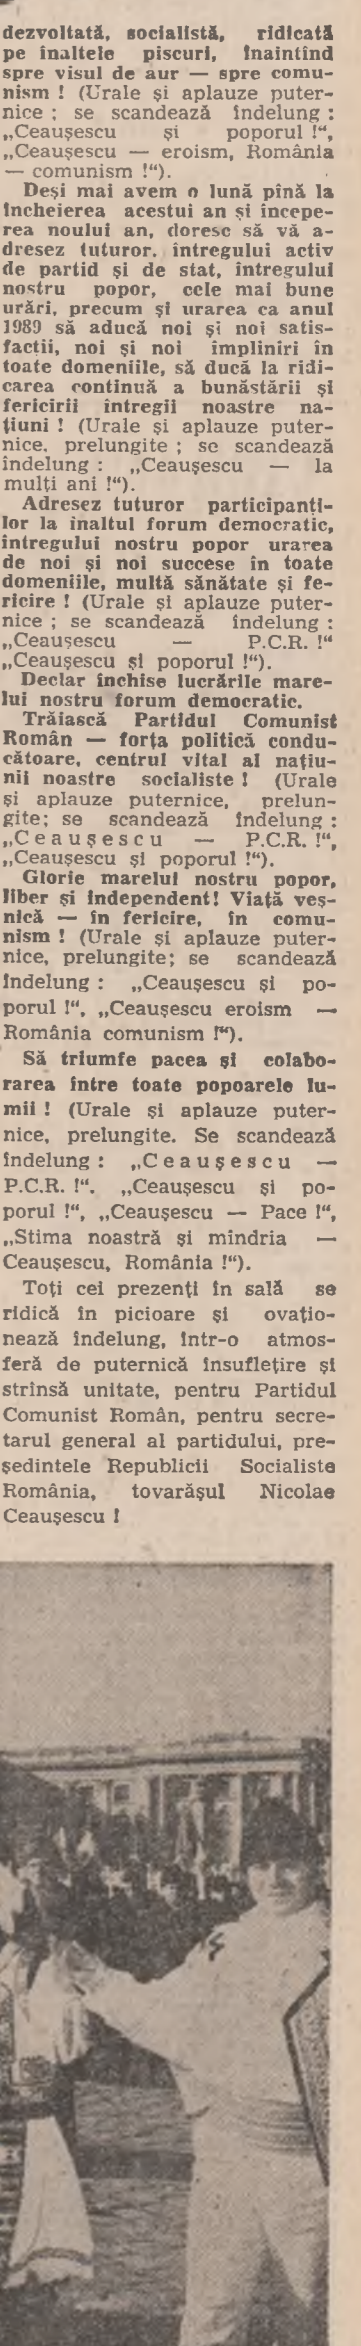 dezvoltată, socialistă, ridicată
pe înaltele piscuri, înaintînd
spre visul de aur — spre comu-
nism ! (Urale și aplauze puter-
nice ; se scandează îndelung :
„Ceaușescu și poporul !“,
„Ceaușescu — eroism, România
— comunism !“).
Deși mai avem o lună pînă la
încheierea acestui an și începe-
rea noului an, doresc să vă a-
dresez tuturor, întregului activ
de partid și de stat, întregului
nostru popor, cele mai bune
urări, precum și urarea ca anul
1989 să aducă noi și noi satis-
facții, noi și noi împliniri în
toate domeniile, să ducă la ridi-
carea continuă a bunăstării și
fericirii întregii noastre na-
țiuni ! (Urale și aplauze puter-
nice, prelungite ; se scandează
îndelung : „Ceaușescu — la
mulți ani !“).
Adresez tuturor participanți-
lor la înaltul forum democratic,
întregului nostru popor urarea
de noi și noi succese în toate
domeniile, multă sănătate și fe-
ricire ! (Urale și aplauze puter-
nice ; se scandează îndelung :
„Ceaușescu — P.C.R. !“
„Ceaușescu și poporul !“).
Declar închise lucrările mare-
lui nostru forum democratic.
Trăiască Partidul Comunist
Român — forța politică condu-
cătoare, centrul vital al națiu-
nii noastre socialiste ! (Urale
și aplauze puternice, prelun-
gite; se scandează îndelung :
„Ceaușescu — P.C.R. !“,
„Ceaușescu și poporul !“).
Glorie marelui nostru popor,
liber și independent! Viață veș-
nică — în fericire, în comu-
nism ! (Urale și aplauze puter-
nice, prelungite; se scandează
îndelung : „Ceaușescu și po-
porul !“, „Ceaușescu eroism —
România comunism !“).
Să triumfe pacea și colabo-
rarea între toate popoarele lu-
mii ! (Urale și aplauze puter-
nice, prelungite. Se scandează
îndelung : „Ceaușescu —
P.C.R. !“. „Ceaușescu și po-
porul !“, „Ceaușescu — Pace !“,
„Stima noastră și mîndria —
Ceaușescu, România !“).
Toți cei prezenți în sală se
ridică în picioare și ovațio-
nează îndelung, într-o atmos-
feră de puternică însuflețire și
strînsă unitate, pentru Partidul
Comunist Român, pentru secre-
tarul general al partidului, pre-
ședintele Republicii Socialiste
România, tovarășul Nicolae
Ceaușescu !